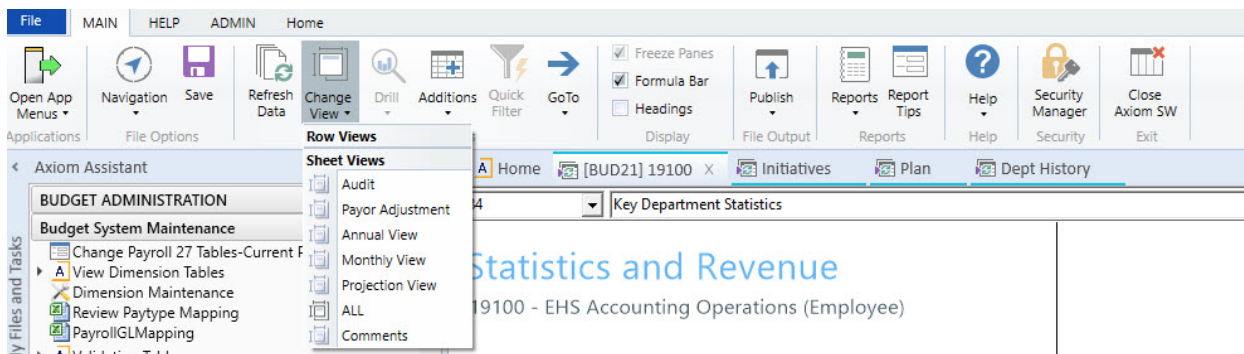 File MAIN HELP ADMIN Home
Open App Menus
Navigation
Save
Refresh Data
Change View
Drill
Additions
Quick Filter
GoTo
Freeze Panes
Formula Bar
Headings
Publish
Reports
Report Tips
Help
Security Manager
Close Axiom SW
Applications File Options Display File Output Reports Help Security Exit
Row Views
Sheet Views
Audit
Payor Adjustment
Annual View
Monthly View
Projection View
ALL
Comments
Axiom Assistant
A Home [BUD21] 19100 X Initiatives Plan Dept History
BUDGET ADMINISTRATION
Budget System Maintenance
Change Payroll 27 Tables-Current
A View Dimension Tables
Dimension Maintenance
Review Paytype Mapping
PayrollGLMapping
Files and Tasks
Key Department Statistics
Statistics and Revenue
19100 - EHS Accounting Operations (Employee)